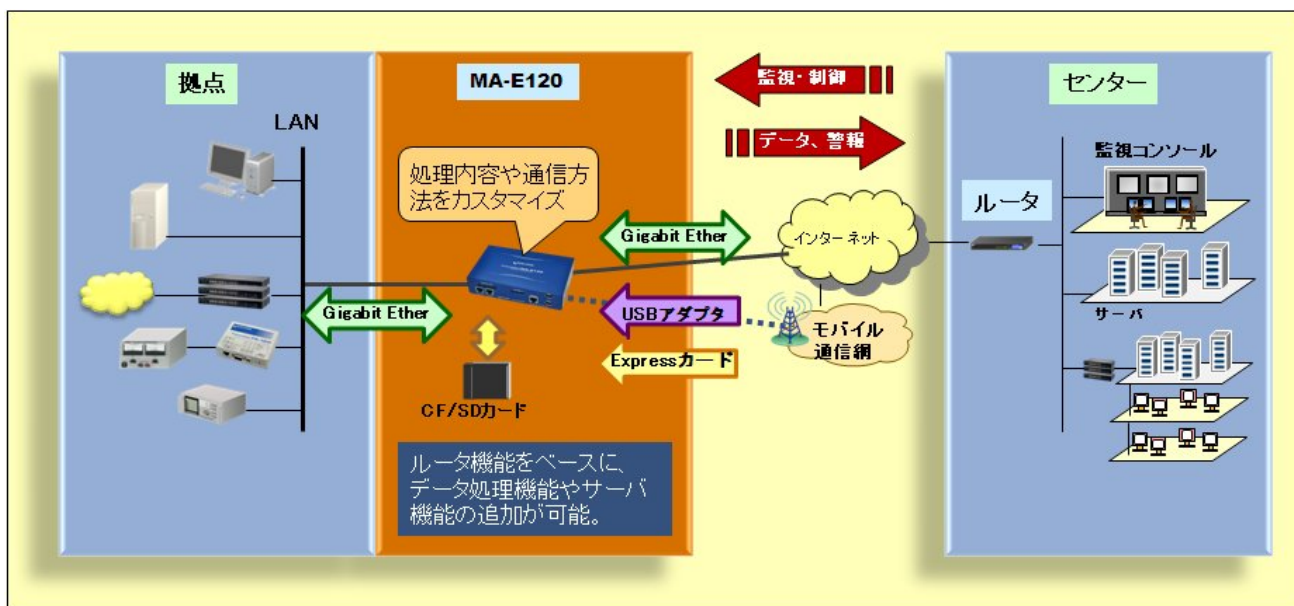 拠点
LAN
MA-E120
処理内容や通信方
法をカスタマイズ
Gigabit Ether
CF/SDカード
ルータ機能をベースに、
データ処理機能やサーバ
機能の追加が可能。
監視・制御
データ、警報
Gigabit Ether
インターネット
USBアダプタ
モバイル
通信網
Expressカード
センター
監視コンソール
ルータ
サーバ